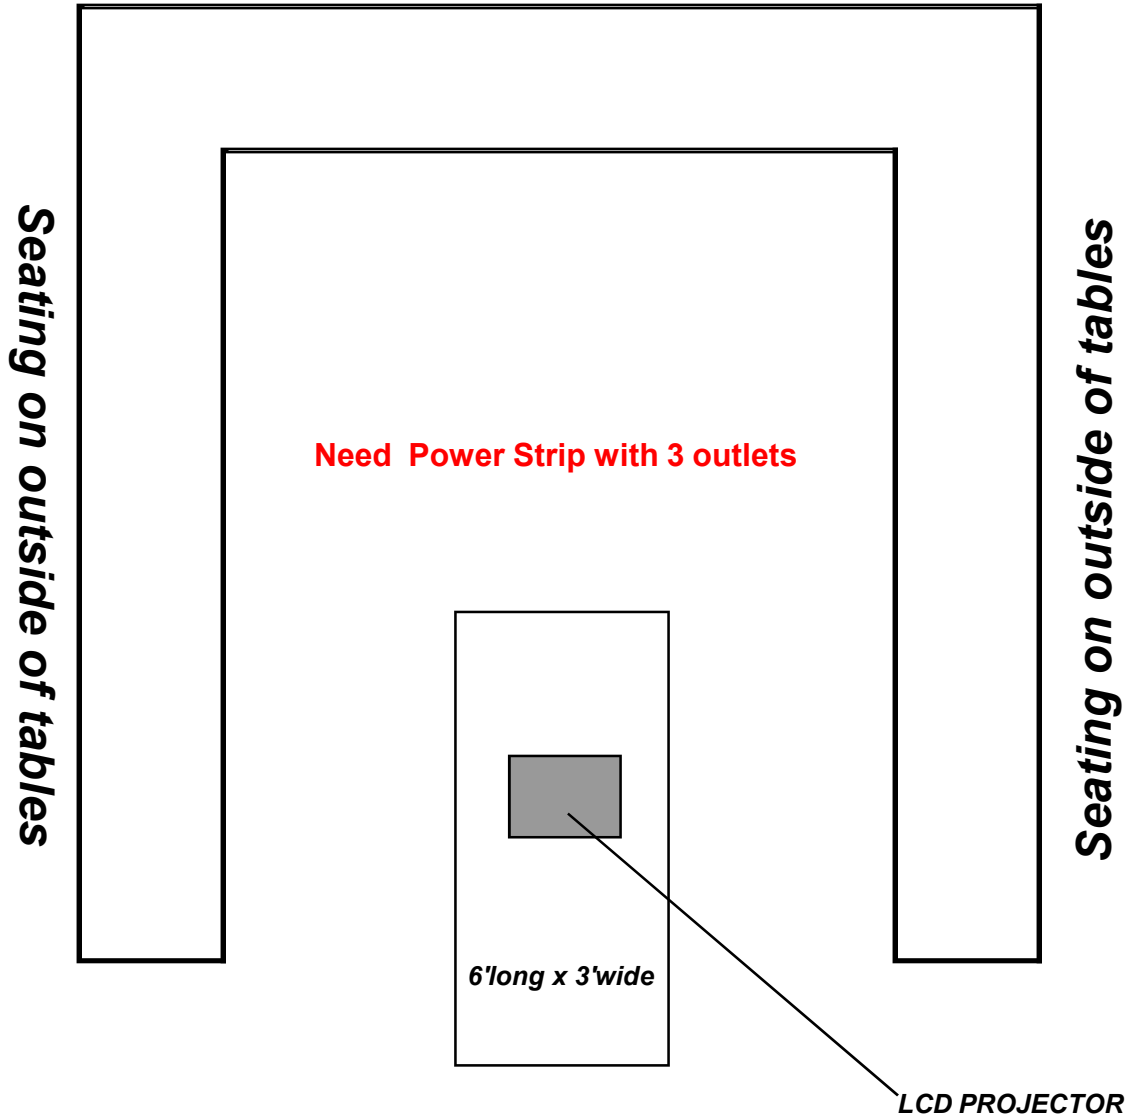 Seating on outside of tables
Need  Power Strip with 3 outlets
Seating on outside of tables
6'long x 3'wide
LCD PROJECTOR